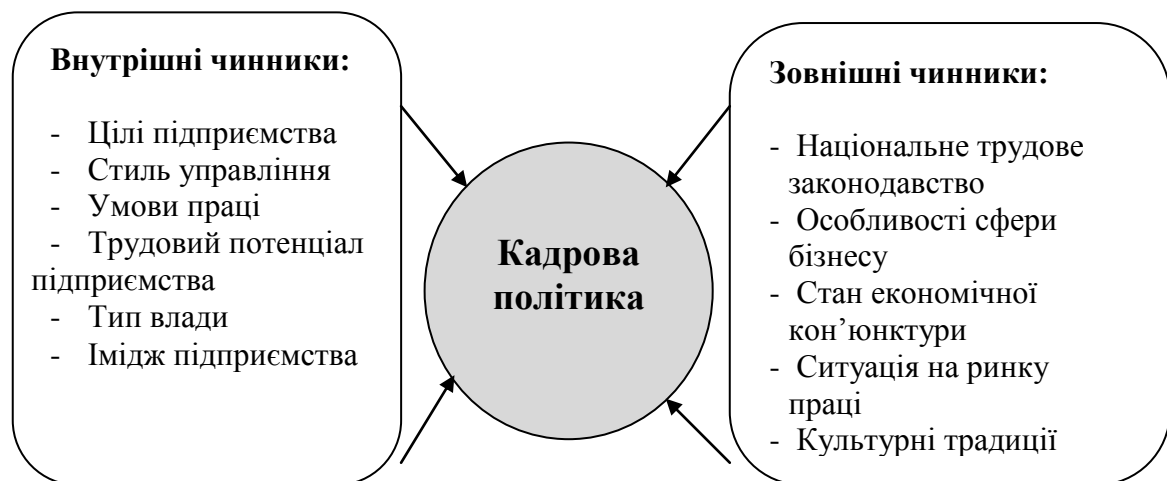 Внутрішні чинники:
- Цілі підприємства
- Стиль управління
- Умови праці
- Трудовий потенціал
підприємства
- Тип влади
- Імідж підприємства
Кадрова
політика
Зовнішні чинники:
- Національне трудове
законодавство
- Особливості сфери
бізнесу
- Стан економічної
кон’юнктури
- Ситуація на ринку
праці
- Культурні традиції